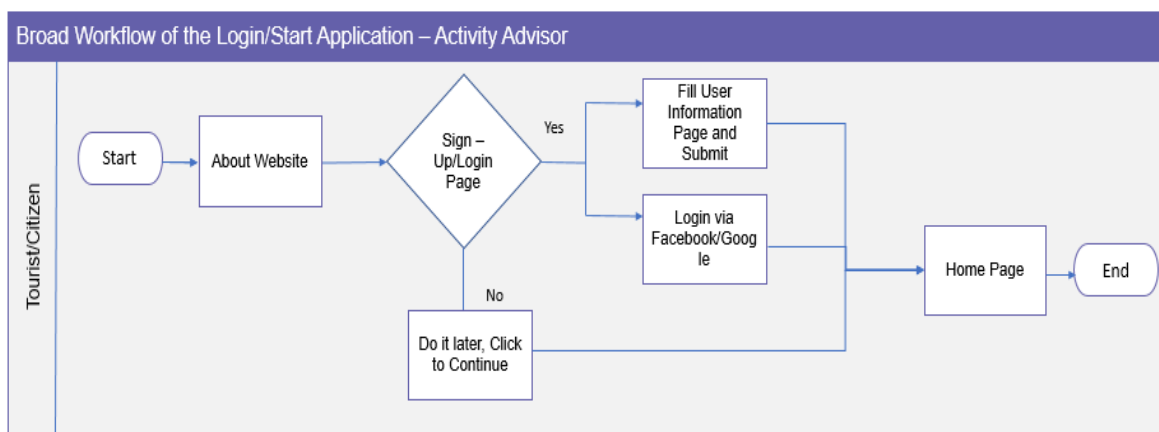 Broad Workflow of the Login/Start Application – Activity Advisor
Tourist/Citizen
Start
About Website
Sign –
Up/Login
Page
Yes
Fill User
Information
Page and
Submit
Login via
Facebook/Goog
le
No
Do it later, Click
to Continue
Home Page
End